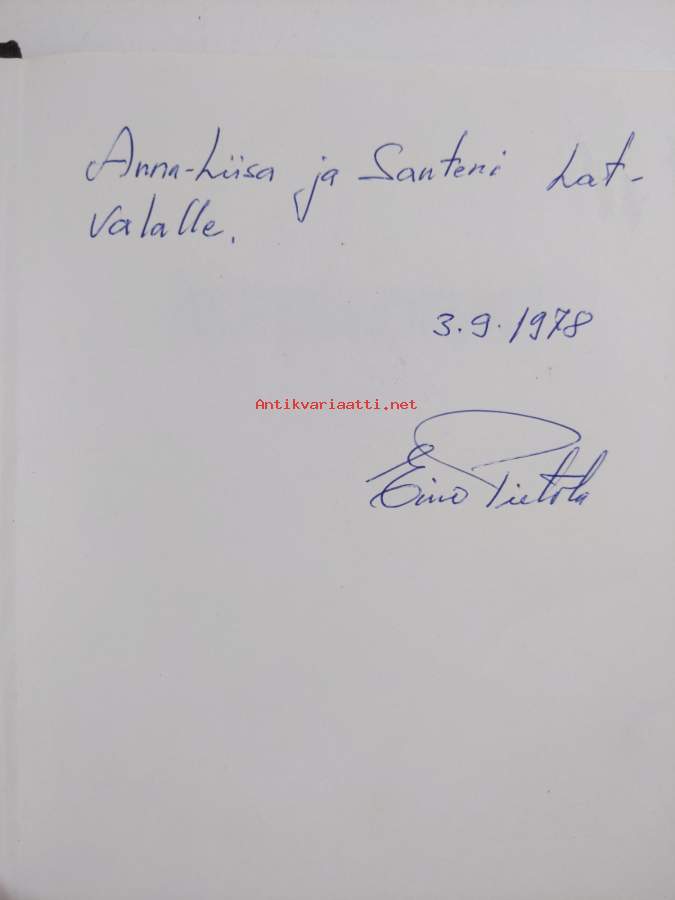 Anna-Liisa ja Santeri Lat-
valalle.
3.9.1978
Antikvariaatti.net
Eino Pietola